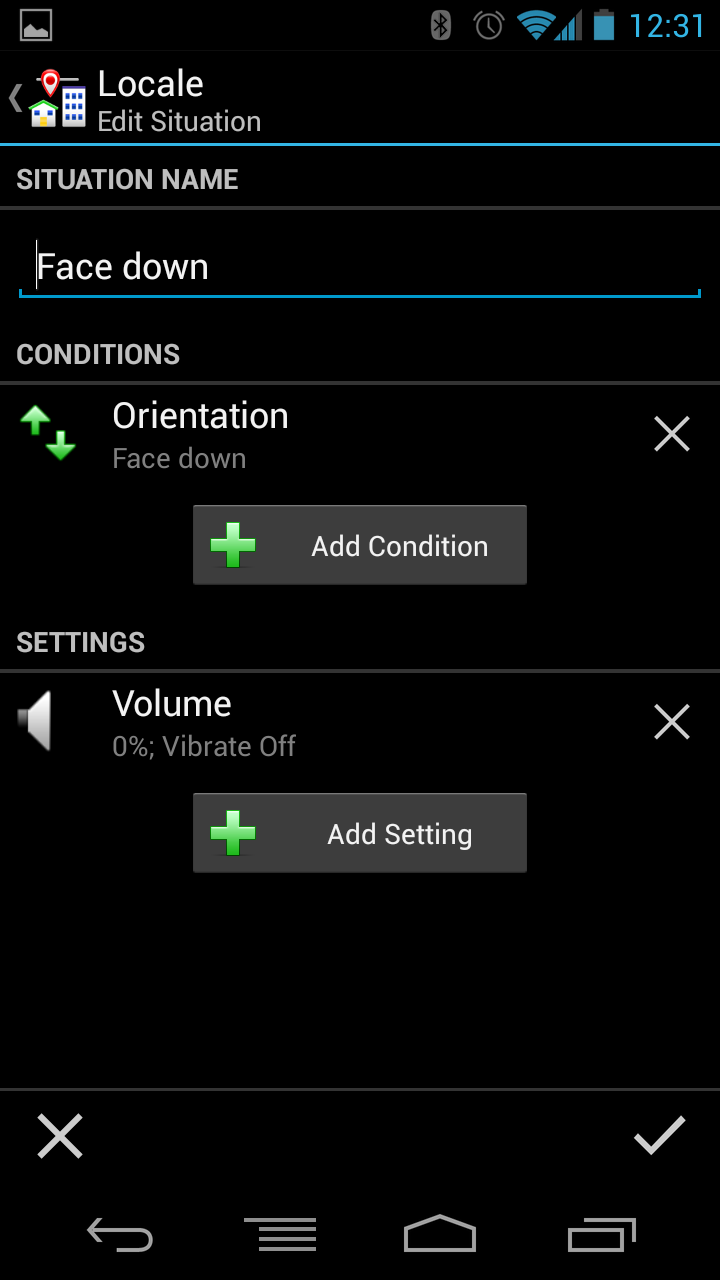 12:31
Locale
Edit Situation
SITUATION NAME
Face down
CONDITIONS
Orientation
Face down
Add Condition
SETTINGS
Volume
0%; Vibrate Off
Add Setting